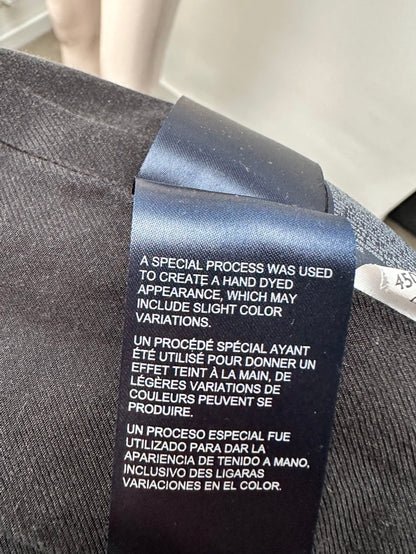 A SPECIAL PROCESS WAS USED
TO CREATE A HAND DYED
APPEARANCE, WHICH MAY
INCLUDE SLIGHT COLOR
VARIATIONS.
UN PROCÉDÉ SPÉCIAL AYANT
ÉTÉ UTILISÉ POUR DONNER UN
EFFET TEINT À LA MAIN, DE
LÉGÈRES VARIATIONS DE
COULEURS PEUVENT SE
PRODUIRE.
UN PROCESO ESPECIAL FUE
UTILIZADO PARA DAR LA
APARIENCIA DE TENIDO A MANO,
INCLUSIVO DEL LIGARAS
VARIACIONES EN EL COLOR.